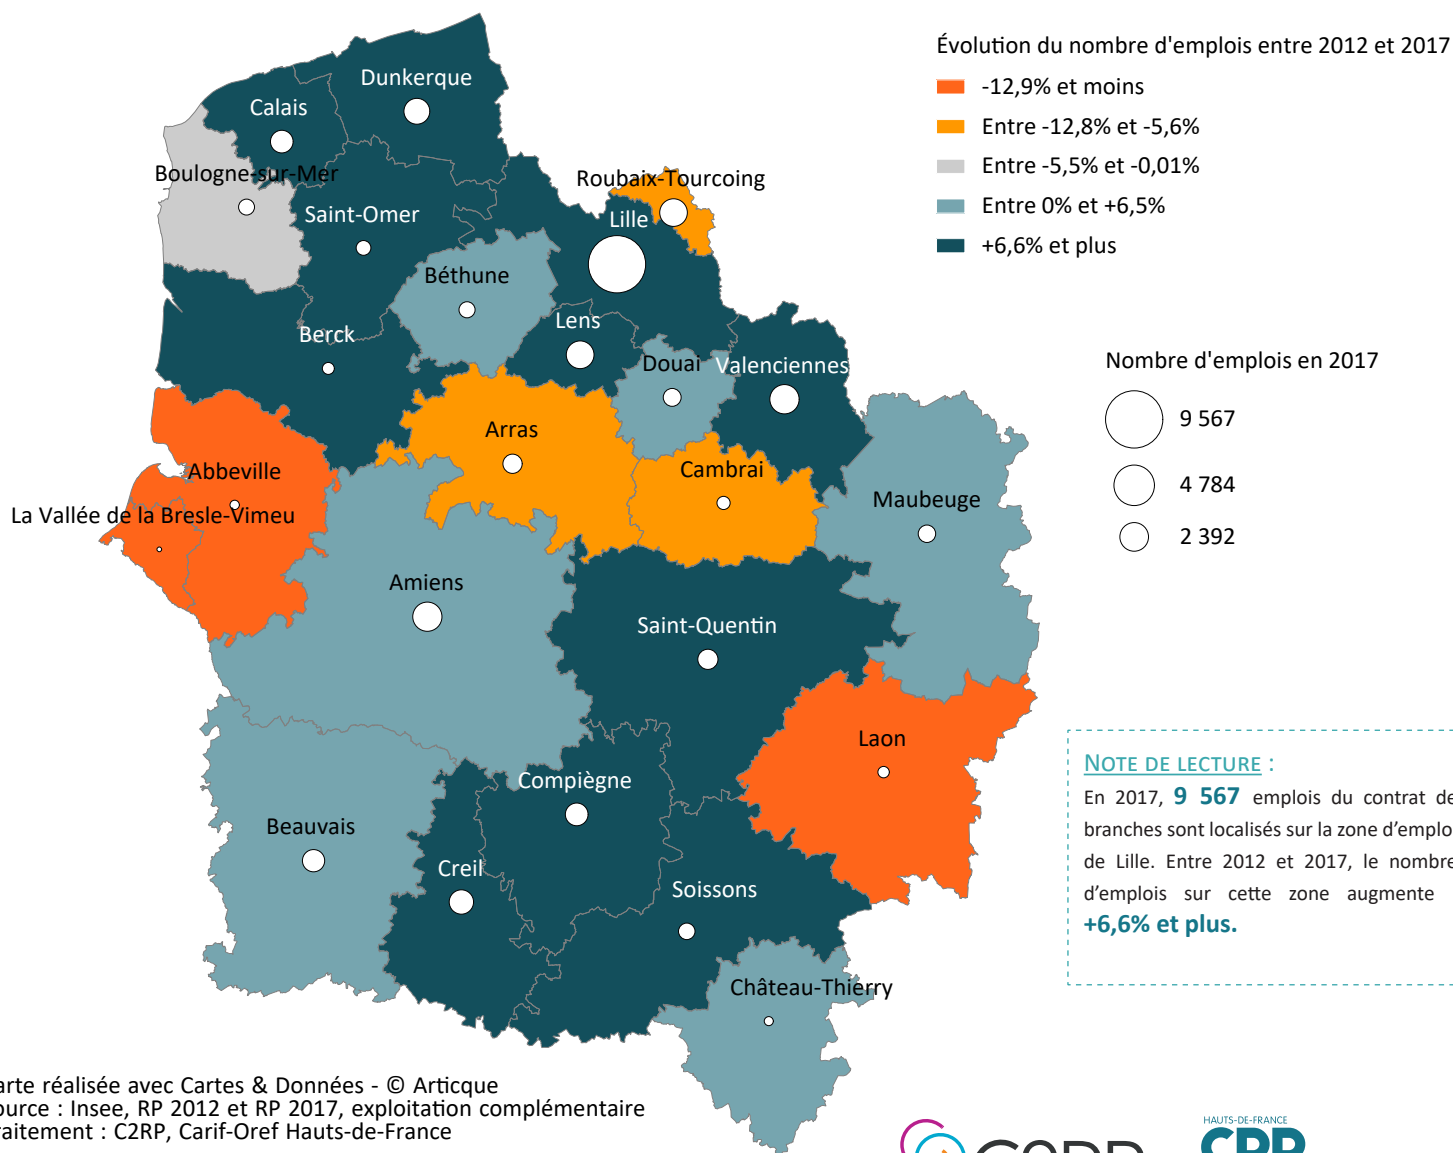 Évolution du nombre d'emplois entre 2012 et 2017
-12,9% et moins
Entre -12,8% et -5,6%
Entre -5,5% et -0,01%
Entre 0% et +6,5%
+6,6% et plus
Dunkerque
Calais
Boulogne-sur-Mer
Roubaix-Tourcoing
Saint-Omer
Lille
Béthune
Lens
Berck
Douai
Valenciennes
Arras
Abbeville
Cambrai
Maubeuge
La Vallée de la Bresle-Vimeu
Amiens
Saint-Quentin
Laon
Compiègne
Beauvais
Creil
Soissons
Château-Thierry
Nombre d'emplois en 2017
9 567
4 784
2 392
NOTE DE LECTURE :
En 2017, 9 567 emplois du contrat de
branches sont localisés sur la zone d’emplo
de Lille. Entre 2012 et 2017, le nombre
d’emplois sur cette zone augmente
+6,6% et plus.
arte réalisée avec Cartes & Données - © Articque
ource : Insee, RP 2012 et RP 2017, exploitation complémentaire
raitement : C2RP, Carif-Oref Hauts-de-France
C2RP
HAUTS-DE-FRANCE